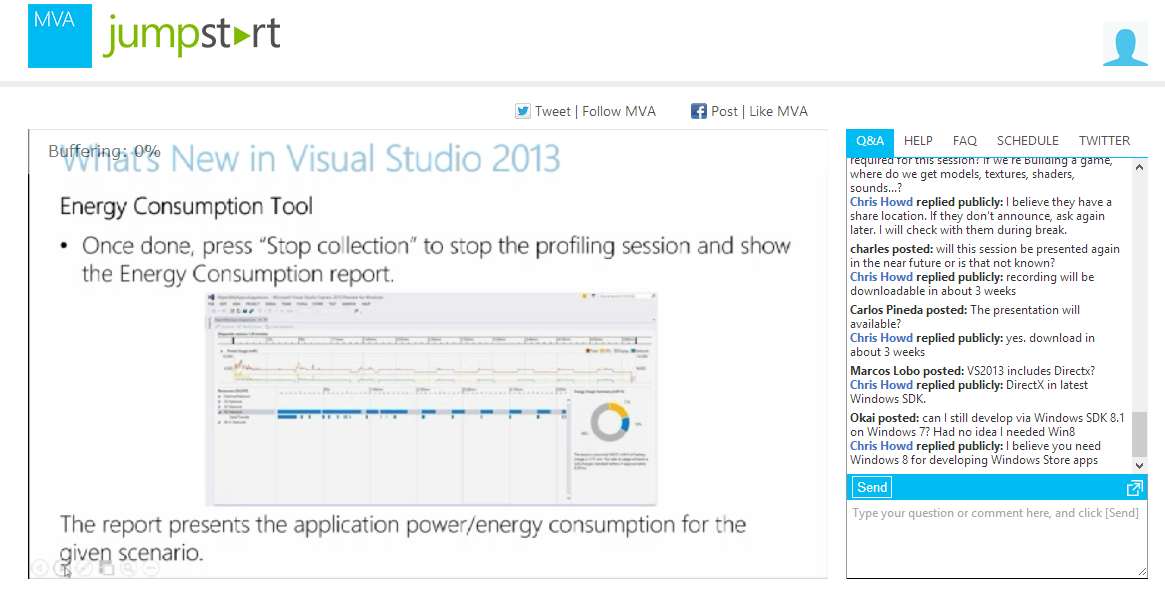 MVA
jumpstart
Tweet | Follow MVA
Post | Like MVA
Buffering: 0%
What's New in Visual Studio 2013
Energy Consumption Tool
• Once done, press “Stop collection” to stop the profiling session and show
the Energy Consumption report.
The report presents the application power/energy consumption for the
given scenario.
Q&A HELP FAQ SCHEDULE TWITTER
required for this session? If we're Building a game,
where do we get models, textures, shaders,
sounds...?
Chris Howd replied publicly: I believe they have a
share location. If they don't announce, ask again
later. I will check with them during break.
charles posted: will this session be presented again
in the near future or is that not known?
Chris Howd replied publicly: recording will be
downloadable in about 3 weeks
Carlos Pineda posted: The presentation will
available?
Chris Howd replied publicly: yes. download in
about 3 weeks
Marcos Lobo posted: VS2013 includes Directx?
Chris Howd replied publicly: DirectX in latest
Windows SDK.
Okai posted: can I still develop via Windows SDK 8.1
on Windows 7? Had no idea I needed Win8
Chris Howd replied publicly: I believe you need
Windows 8 for developing Windows Store apps
Send
Type your question or comment here, and click [Send]